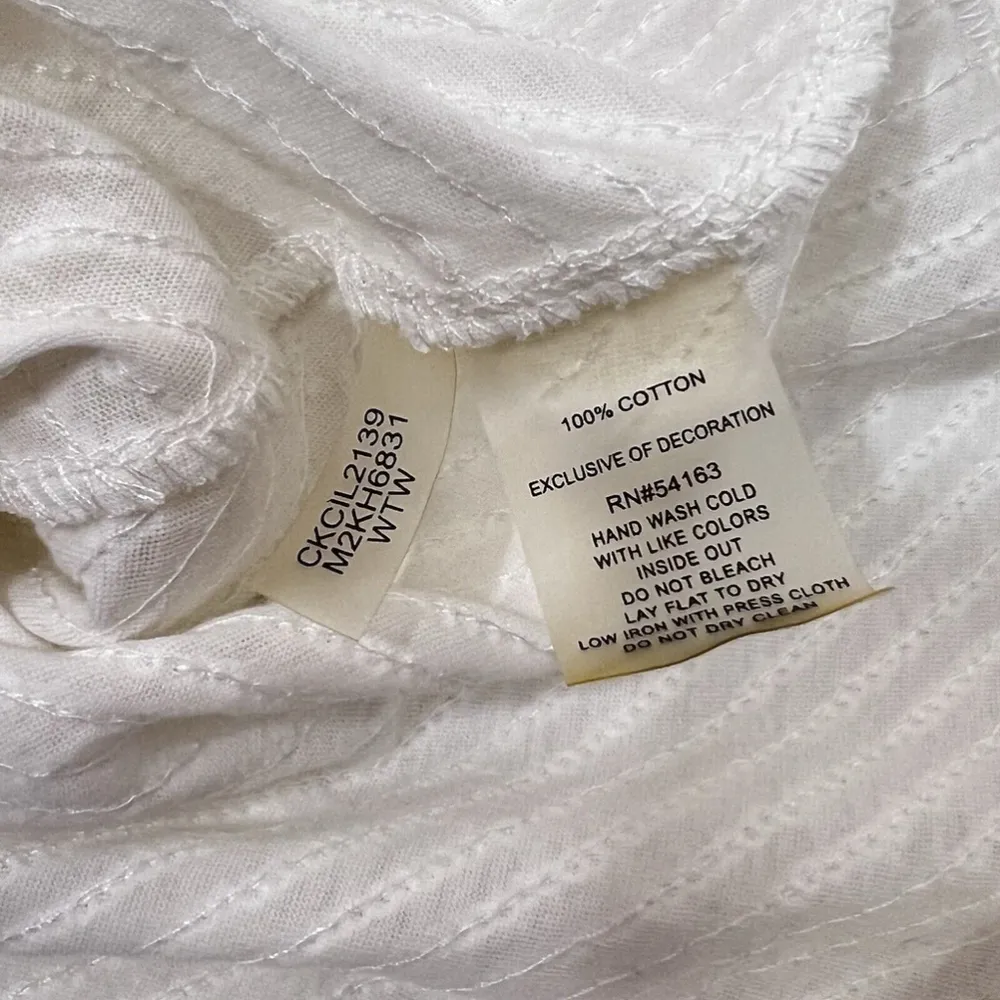 CKCIL2139
M2KH6831
WTW
100% COTTON
EXCLUSIVE OF DECORATION
RN#54163
HAND WASH COLD
WITH LIKE COLORS
INSIDE OUT
DO NOT BLEACH
LAY FLAT TO DRY
LOW IRON WITH PRESS CLOTH
DO NOT DRY CLEAN